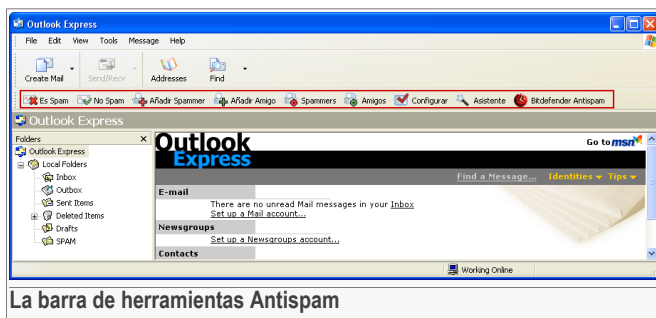 Outlook Express
File Edit View Tools Message Help
Create Mail Send/Recv Addresses Find
Es Spam No Spam Añadir Spammer Añadir Amigo Spammers Amigos Configurar Asistente Bitdefender Antispam
Outlook Express
Folders
Outlook Express
Local Folders
Inbox
Outbox
Sent Items
Deleted Items
Drafts
SPAM
Outlook
Express
Go to msn
Find a Message... Identities Tips
E-mail
There are no unread Mail messages in your Inbox
Set up a Mail account...
Newsgroups
Set up a Newsgroups account...
Contacts
Working Online
La barra de herramientas Antispam